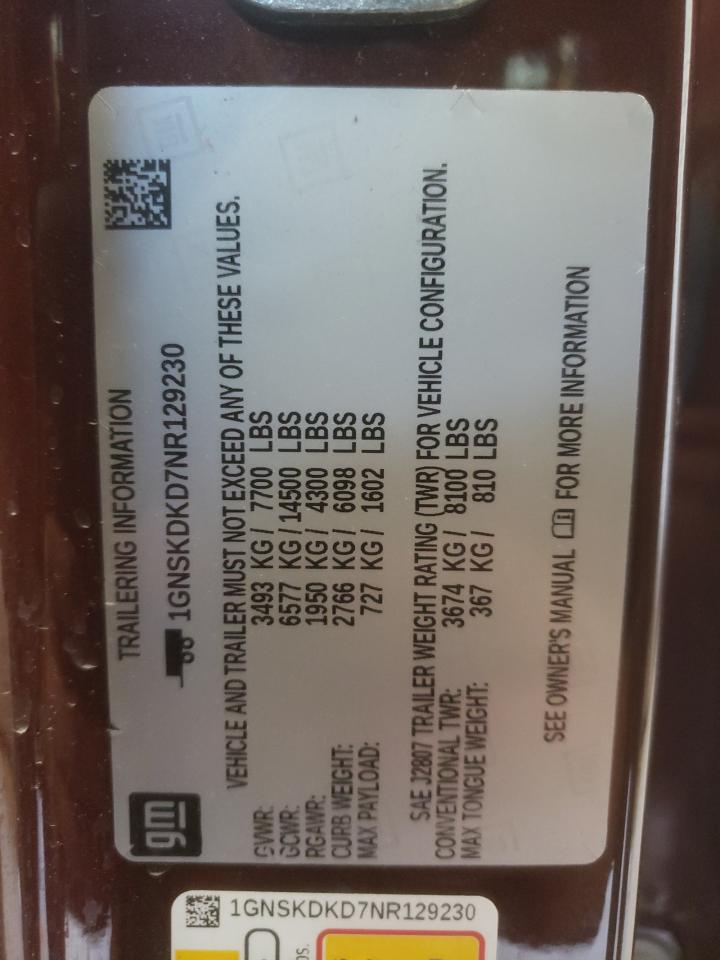 gm
TRAILERING INFORMATION
1GNSKDKD7NR129230
VEHICLE AND TRAILER MUST NOT EXCEED ANY OF THESE VALUES.
GVWR: 3493 KG / 7700 LBS
GCWR: 6577 KG / 14500 LBS
RGAWR: 1950 KG / 4300 LBS
CURB WEIGHT: 2766 KG / 6098 LBS
MAX PAYLOAD: 727 KG / 1602 LBS
SAE J2807 TRAILER WEIGHT RATING (TWR) FOR VEHICLE CONFIGURATION.
CONVENTIONAL TWR: 3674 KG / 8100 LBS
MAX TONGUE WEIGHT: 367 KG / 810 LBS
SEE OWNER'S MANUAL FOR MORE INFORMATION
1GNSKDKD7NR129230